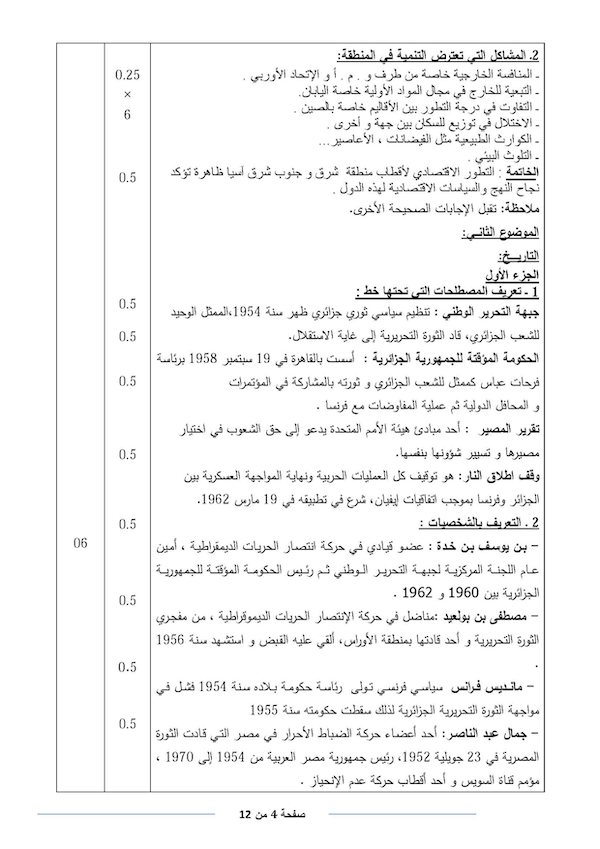 2. المشاكل التي تعترض التنمية في المنطقة:
ـ المنافسة الخارجية خاصة من طرف و . م . أ و الإتحاد الأوربي .
0.25
ـ التبعية للخارج في مجال المواد الأولية خاصة اليابان.
×
ـ التفاوت في درجة التطور بين الأقاليم خاصة بالصين .
6
ـ الاختلال في توزيع للسكان بين جهة و أخرى .
ـ الكوارث الطبيعية مثل الفيضانات ، الأعاصير...
ـ التلوث البيئي .
الخاتمة : التطور الاقتصادي لأقطاب منطقة شرق و جنوب شرق آسيا ظاهرة تؤكد
0.5
نجاح النهج والسياسات الاقتصادية لهذه الدول .
ملاحظة: تقبل الإجابات الصحيحة الأخرى.
الموضوع الثانـي:
التاريـــخ:
الجزء الأول
1 ـ تعريف المصطلحات التي تحتها خط :
0.5
جبهة التحرير الوطني : تنظيم سياسي ثوري جزائري ظهر سنة 1954،الممثل الوحيد
للشعب الجزائري، قاد الثورة التحريرية إلى غاية الاستقلال.
0.5
الحكومة المؤقتة للجمهورية الجزائرية : أسست بالقاهرة في 19 سبتمبر 1958 برئاسة
فرحات عباس كممثل للشعب الجزائري و ثورته بالمشاركة في المؤتمرات
0.5
و المحافل الدولية ثم عملية المفاوضات مع فرنسا .
تقرير المصير : أحد مبادئ هيئة الأمم المتحدة يدعو إلى حق الشعوب في اختيار
مصيرها و تسيير شؤونها بنفسها.
0.5
وقف اطلاق النار: هو توقيف كل العمليات الحربية ونهاية المواجهة العسكرية بين
الجزائر وفرنسا بموجب اتفاقيات إيفيان، شرع في تطبيقه في 19 مارس 1962.
2 . التعريف بالشخصيات :
0.5
– بن يوسف بن خدة : عضو قيادي في حركة انتصار الحريات الديمقراطية ، أمين
06
عام اللجنة المركزية لجبهة التحرير الوطني ثم رئيس الحكومة المؤقتة للجمهورية
الجزائرية بين 1960 و 1962 .
0.5
– مصطفى بن بولعيد :مناضل في حركة الإنتصار الحريات الديموقراطية ، من مفجري
الثورة التحريرية و أحد قادتها بمنطقة الأوراس، ألقي عليه القبض و استشهد سنة 1956
.
0.5
– مانديس فرانس سياسي فرنسي تولى رئاسة حكومة بلاده سنة 1954 فشل في
مواجهة الثورة التحريرية الجزائرية لذلك سقطت حكومته سنة 1955
0.5
– جمال عبد الناصر: أحد أعضاء حركة الضباط الأحرار في مصر التي قادت الثورة
المصرية في 23 جويلية 1952، رئيس جمهورية مصر العربية من 1954 إلى 1970 ،
مؤمم قناة السويس و أحد أقطاب حركة عدم الإنحياز .
صفحة 4 من 12